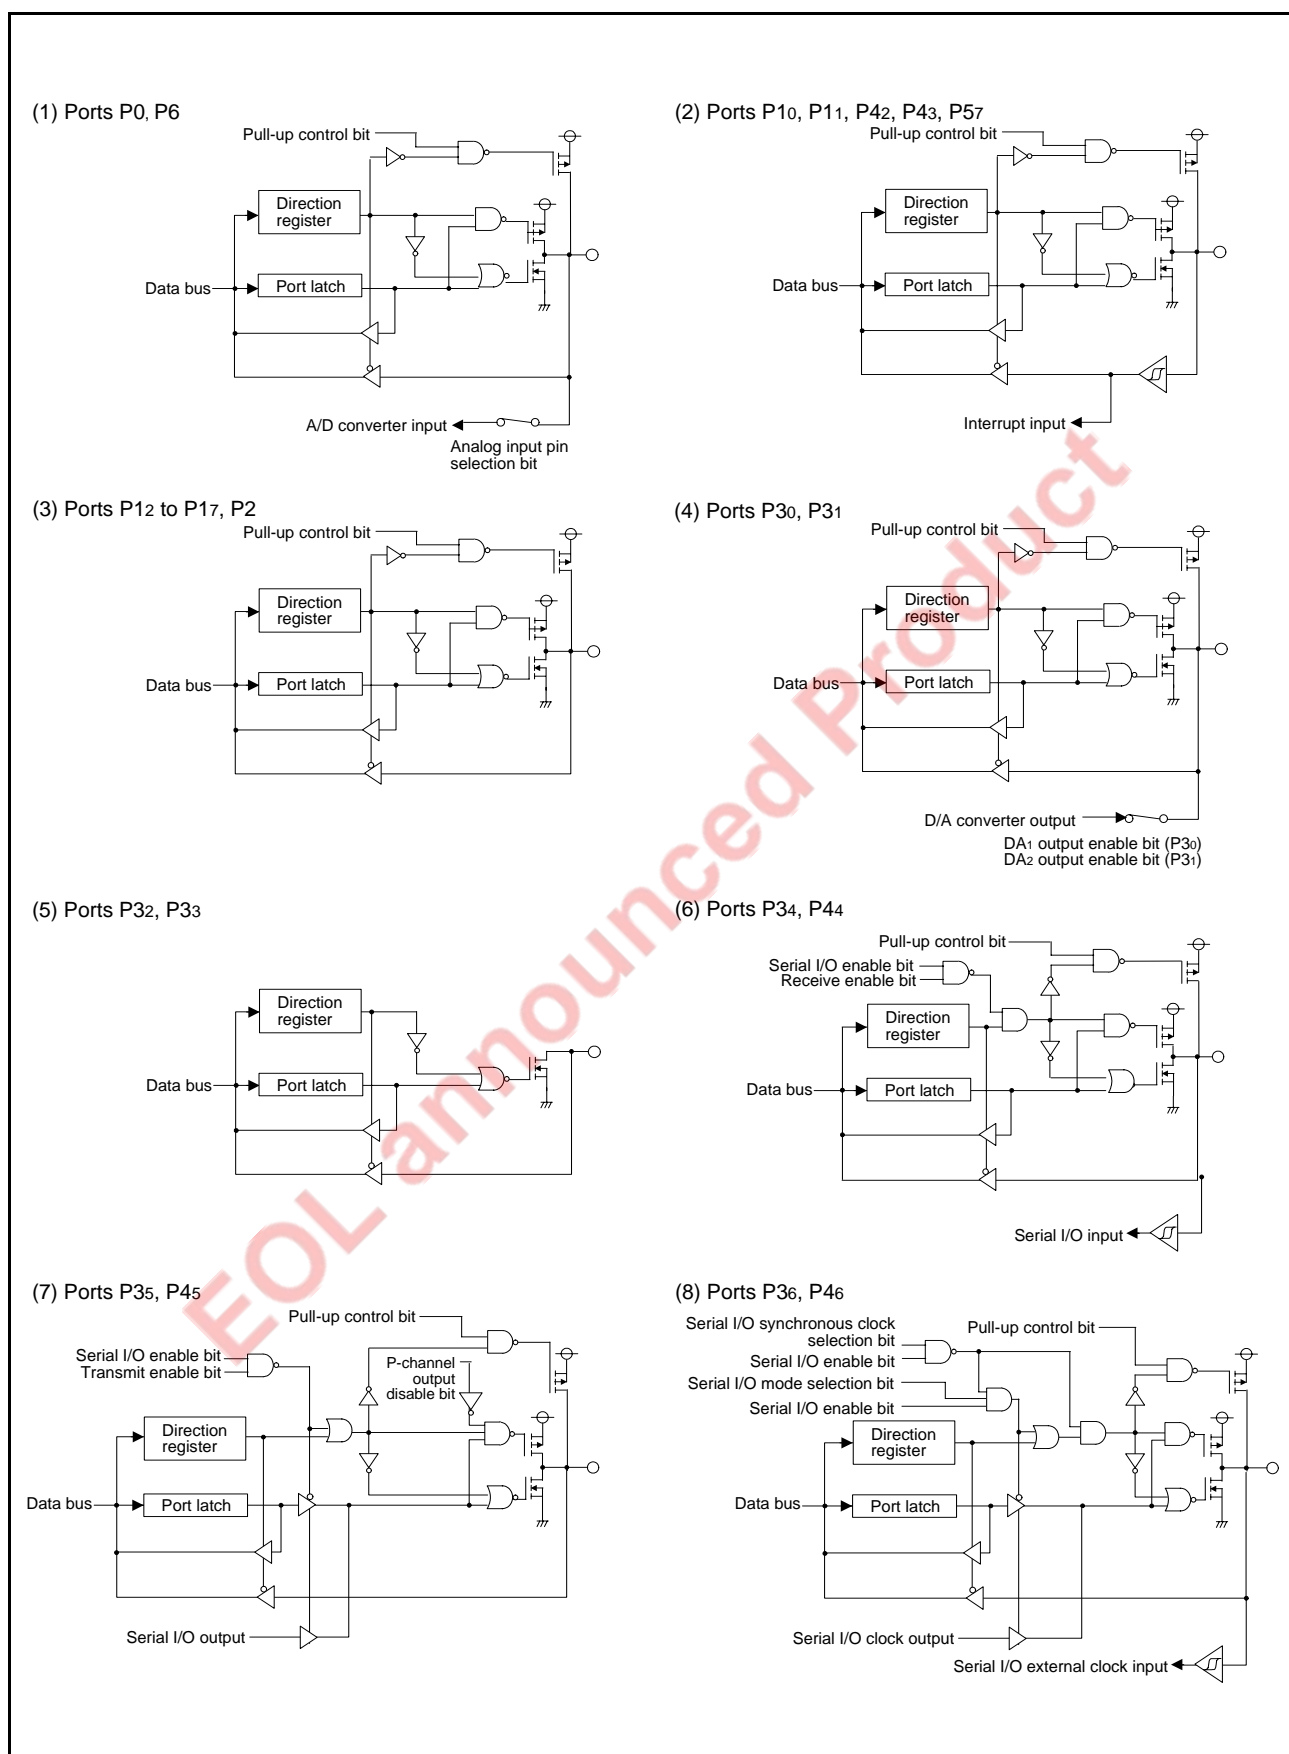 (1) Ports P0, P6
Pull-up control bit
Direction
register
Data bus
Port latch
A/D converter input
Analog input pin
selection bit
(2) Ports P10, P11, P42, P43, P57
Pull-up control bit
Direction
register
Data bus
Port latch
Interrupt input
(3) Ports P12 to P17, P2
Pull-up control bit
Direction
register
Data bus
Port latch
(4) Ports P30, P31
Pull-up control bit
Direction
register
Data bus
Port latch
D/A converter output
DA1 output enable bit (P30)
DA2 output enable bit (P31)
(5) Ports P32, P33
Direction
register
Data bus
Port latch
(6) Ports P34, P44
Pull-up control bit
Serial I/O enable bit
Receive enable bit
Direction
register
Data bus
Port latch
Serial I/O input
(7) Ports P35, P45
Pull-up control bit
Serial I/O enable bit
Transmit enable bit
P-channel
output
disable bit
Direction
register
Data bus
Port latch
Serial I/O output
(8) Ports P36, P46
Serial I/O synchronous clock
selection bit
Pull-up control bit
Serial I/O enable bit
Serial I/O mode selection bit
Serial I/O enable bit
Direction
register
Data bus
Port latch
Serial I/O clock output
Serial I/O external clock input
EOL announced Product